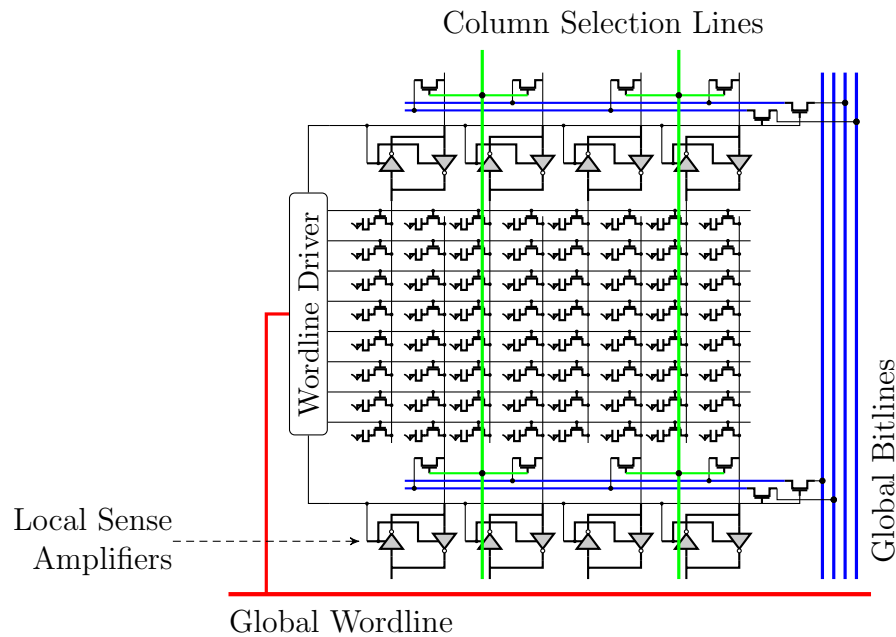 Column Selection Lines
Wordline Driver
Global Bitlines
Local Sense
Amplifiers
Global Wordline